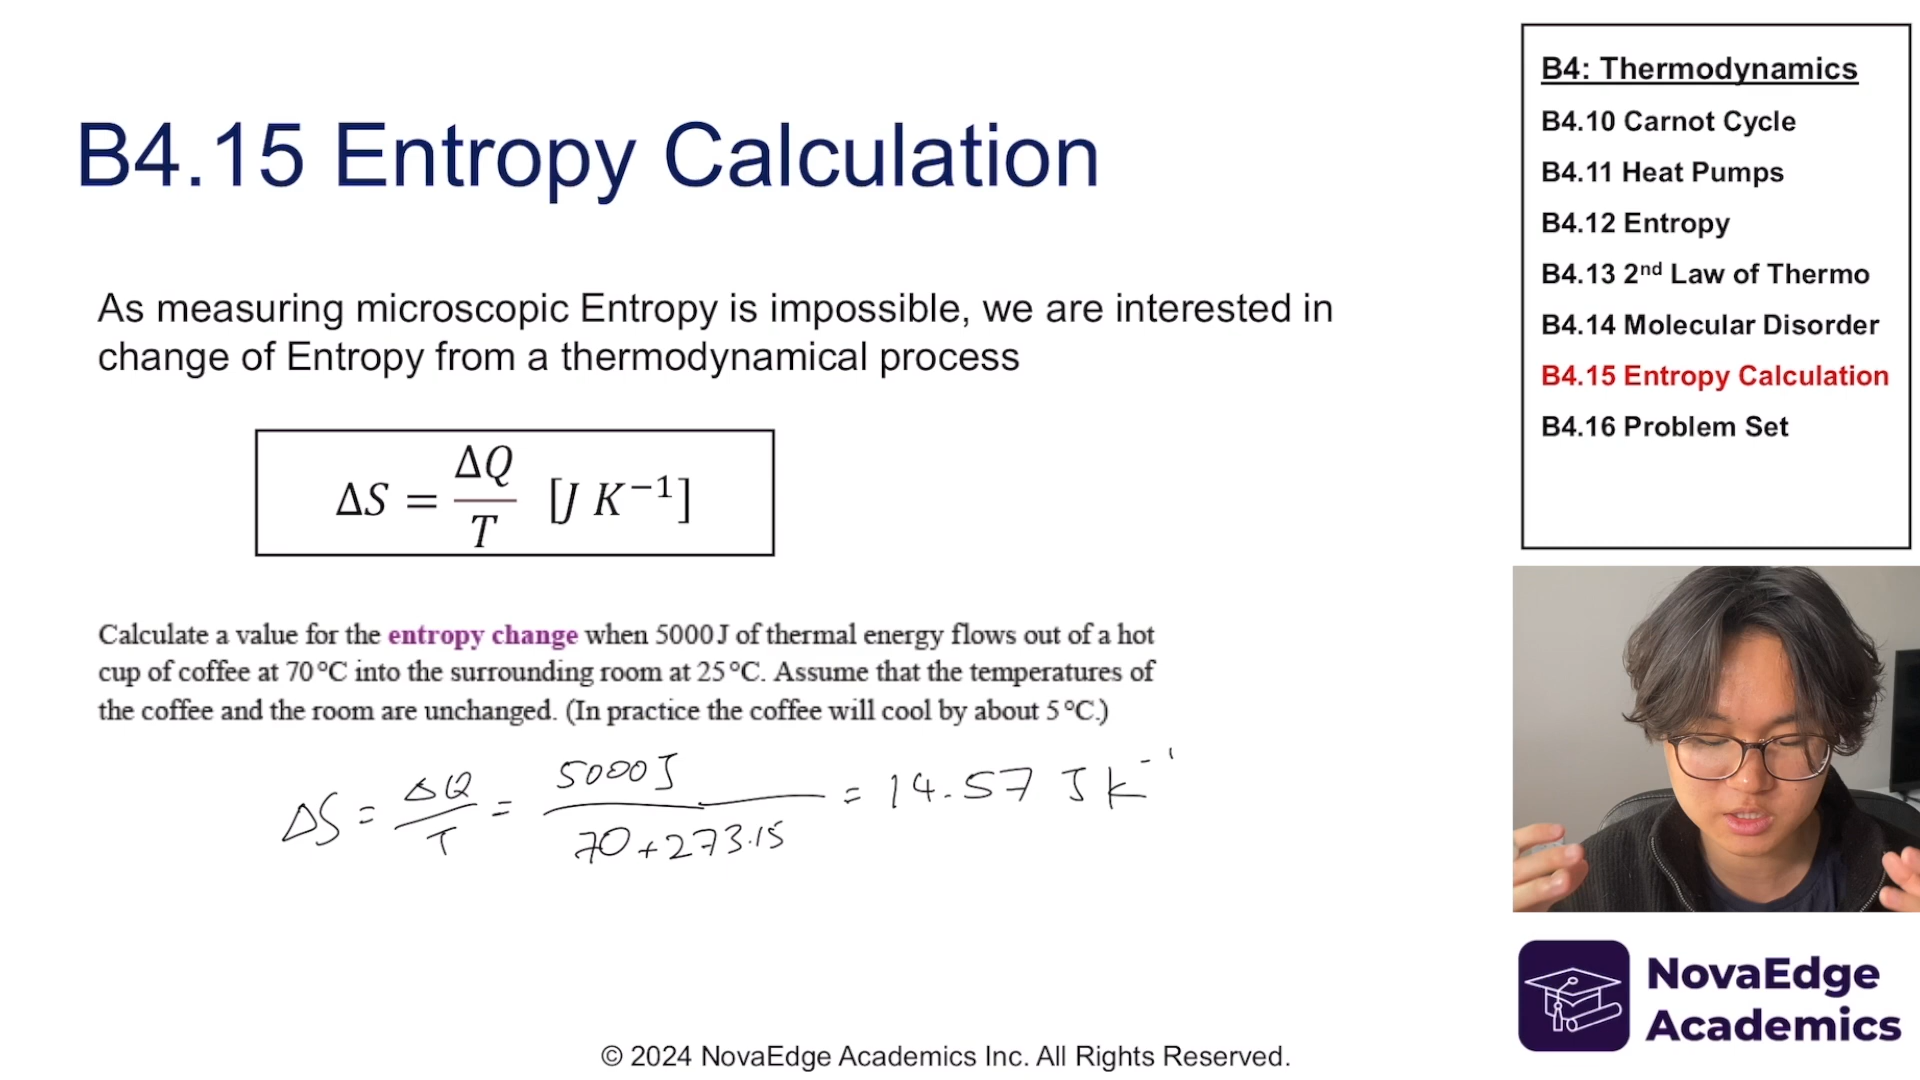 B4.15 Entropy Calculation
As measuring microscopic Entropy is impossible, we are interested in
change of Entropy from a thermodynamical process
ΔS = ΔQ/T [J K⁻¹]
Calculate a value for the entropy change when 5000 J of thermal energy flows out of a hot
cup of coffee at 70 °C into the surrounding room at 25 °C. Assume that the temperatures of
the coffee and the room are unchanged. (In practice the coffee will cool by about 5 °C.)
ΔS = ΔQ/T = 5000J/70+273.15 = 14.57 J K⁻¹
B4: Thermodynamics
B4.10 Carnot Cycle
B4.11 Heat Pumps
B4.12 Entropy
B4.13 2nd Law of Thermo
B4.14 Molecular Disorder
B4.15 Entropy Calculation
B4.16 Problem Set
NovaEdge
Academics
© 2024 NovaEdge Academics Inc. All Rights Reserved.